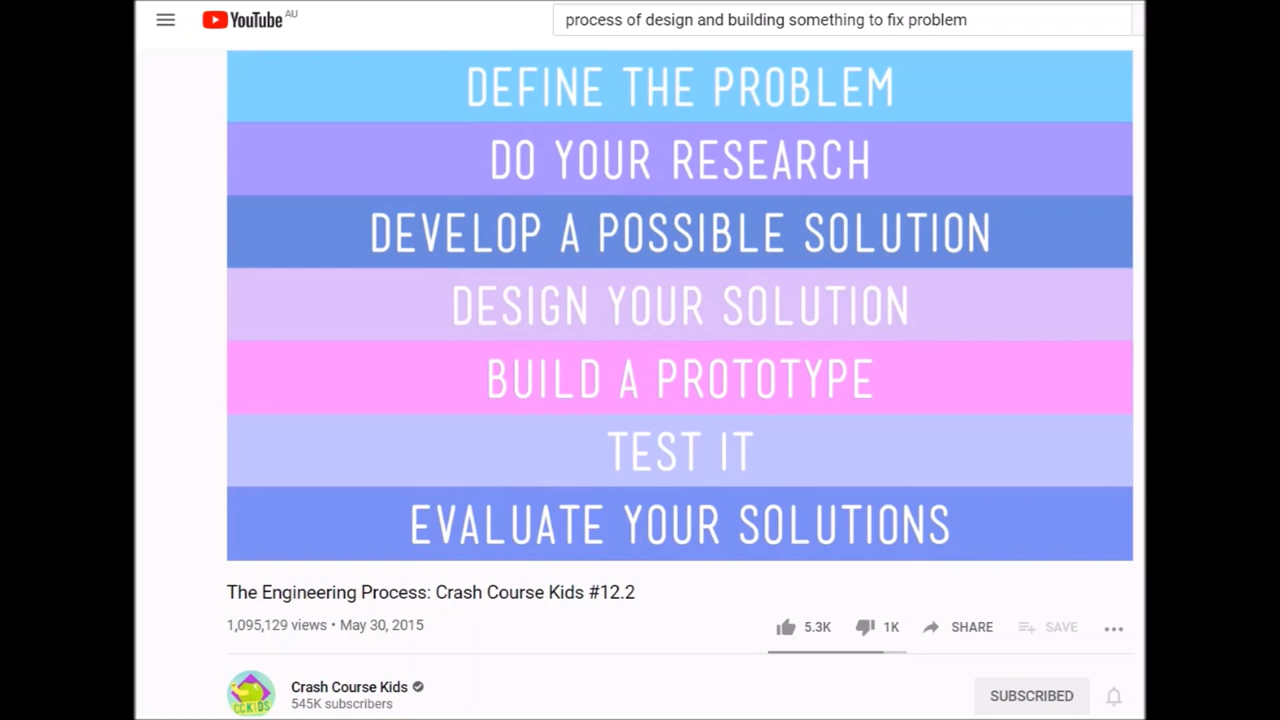 YouTube AU
process of design and building something to fix problem
DEFINE THE PROBLEM
DO YOUR RESEARCH
DEVELOP A POSSIBLE SOLUTION
DESIGN YOUR SOLUTION
BUILD A PROTOTYPE
TEST IT
EVALUATE YOUR SOLUTIONS
The Engineering Process: Crash Course Kids #12.2
1,095,129 views • May 30, 2015
5.3K 1K SHARE SAVE
CCKIDS
Crash Course Kids
545K subscribers
SUBSCRIBED